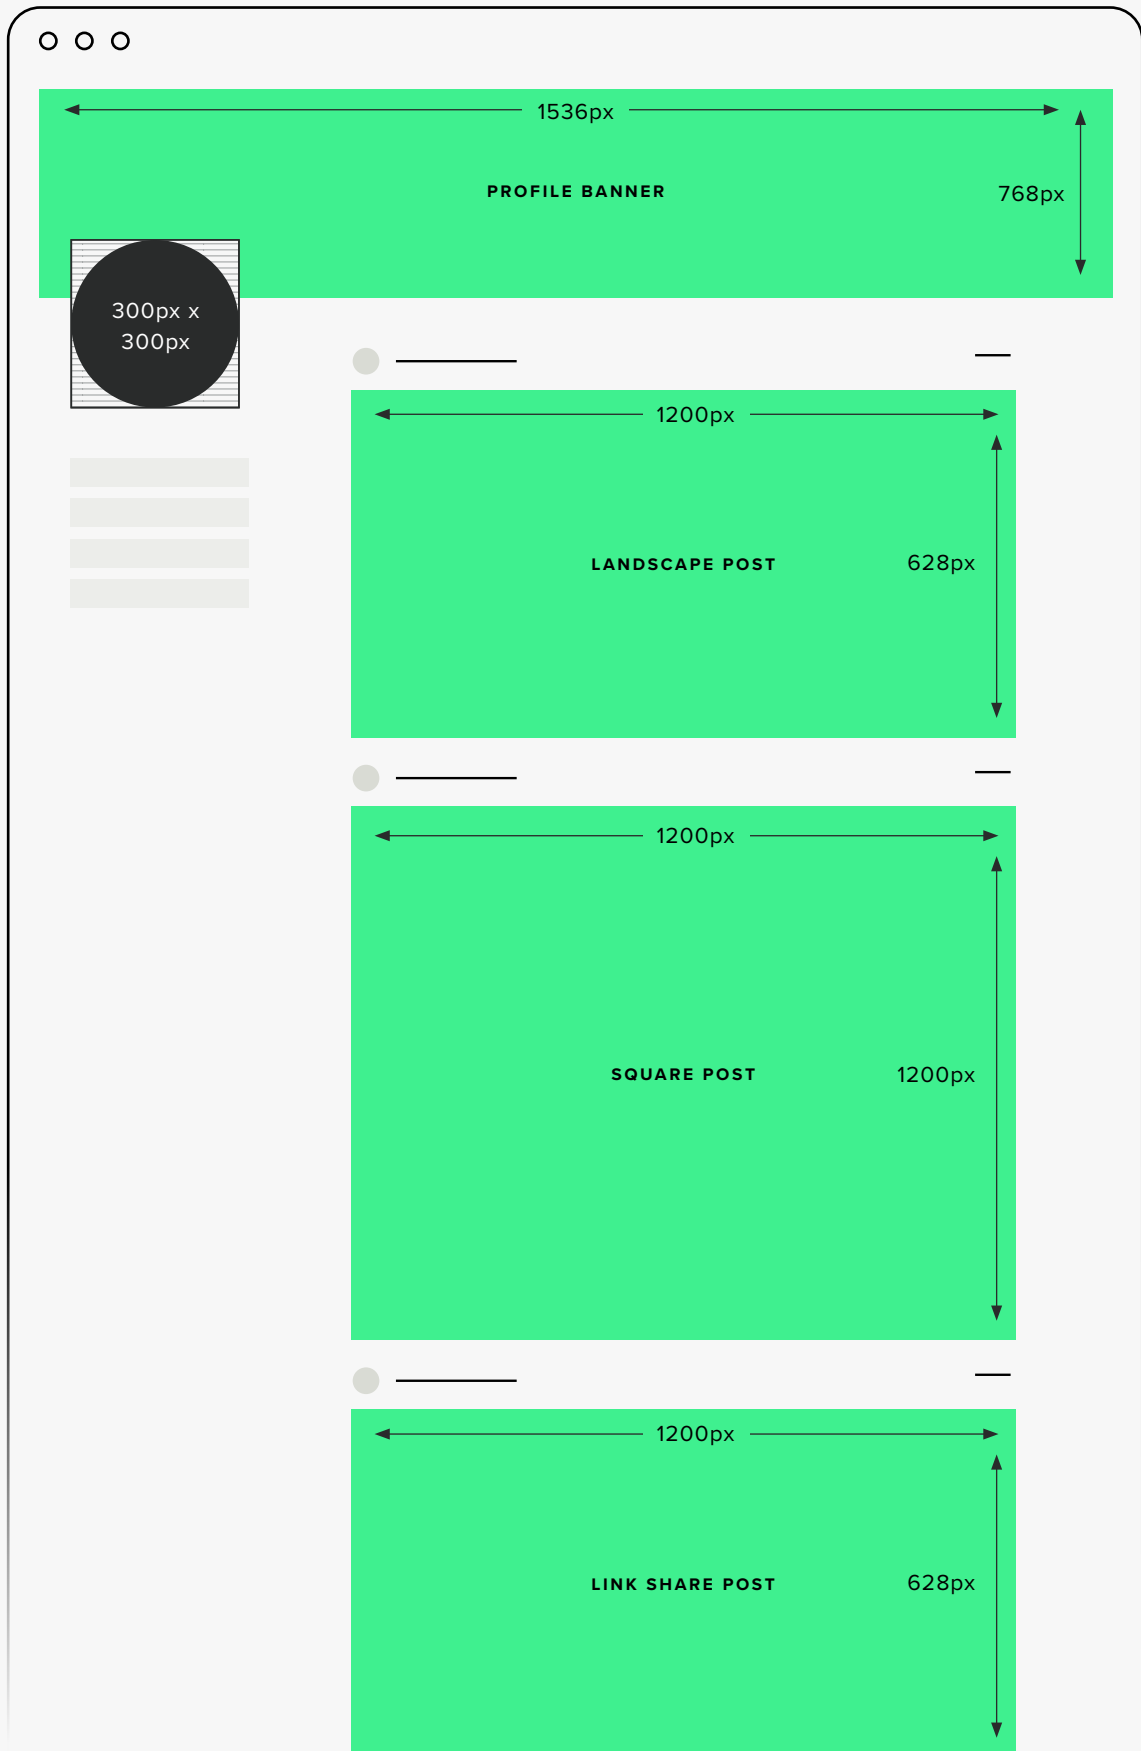 1536px
PROFILE BANNER
768px
300px x
300px
1200px
LANDSCAPE POST
628px
1200px
SQUARE POST
1200px
1200px
LINK SHARE POST
628px